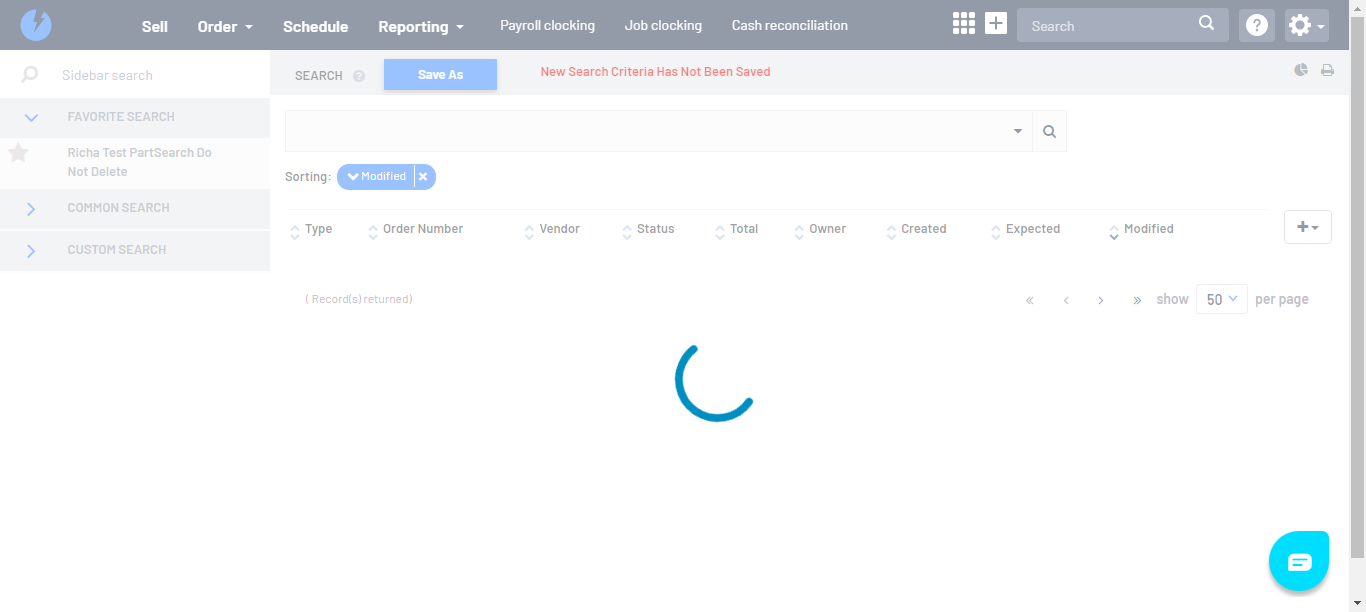 Sell Order Schedule Reporting Payroll clocking Job clocking Cash reconciliation Search ?
Sidebar search
SEARCH ? Save As New Search Criteria Has Not Been Saved
FAVORITE SEARCH
Richa Test PartSearch Do
Not Delete
COMMON SEARCH
CUSTOM SEARCH
Sorting: Modified
Type Order Number Vendor Status Total Owner Created Expected Modified
( Record(s) returned) « ‹ › » show 50 per page